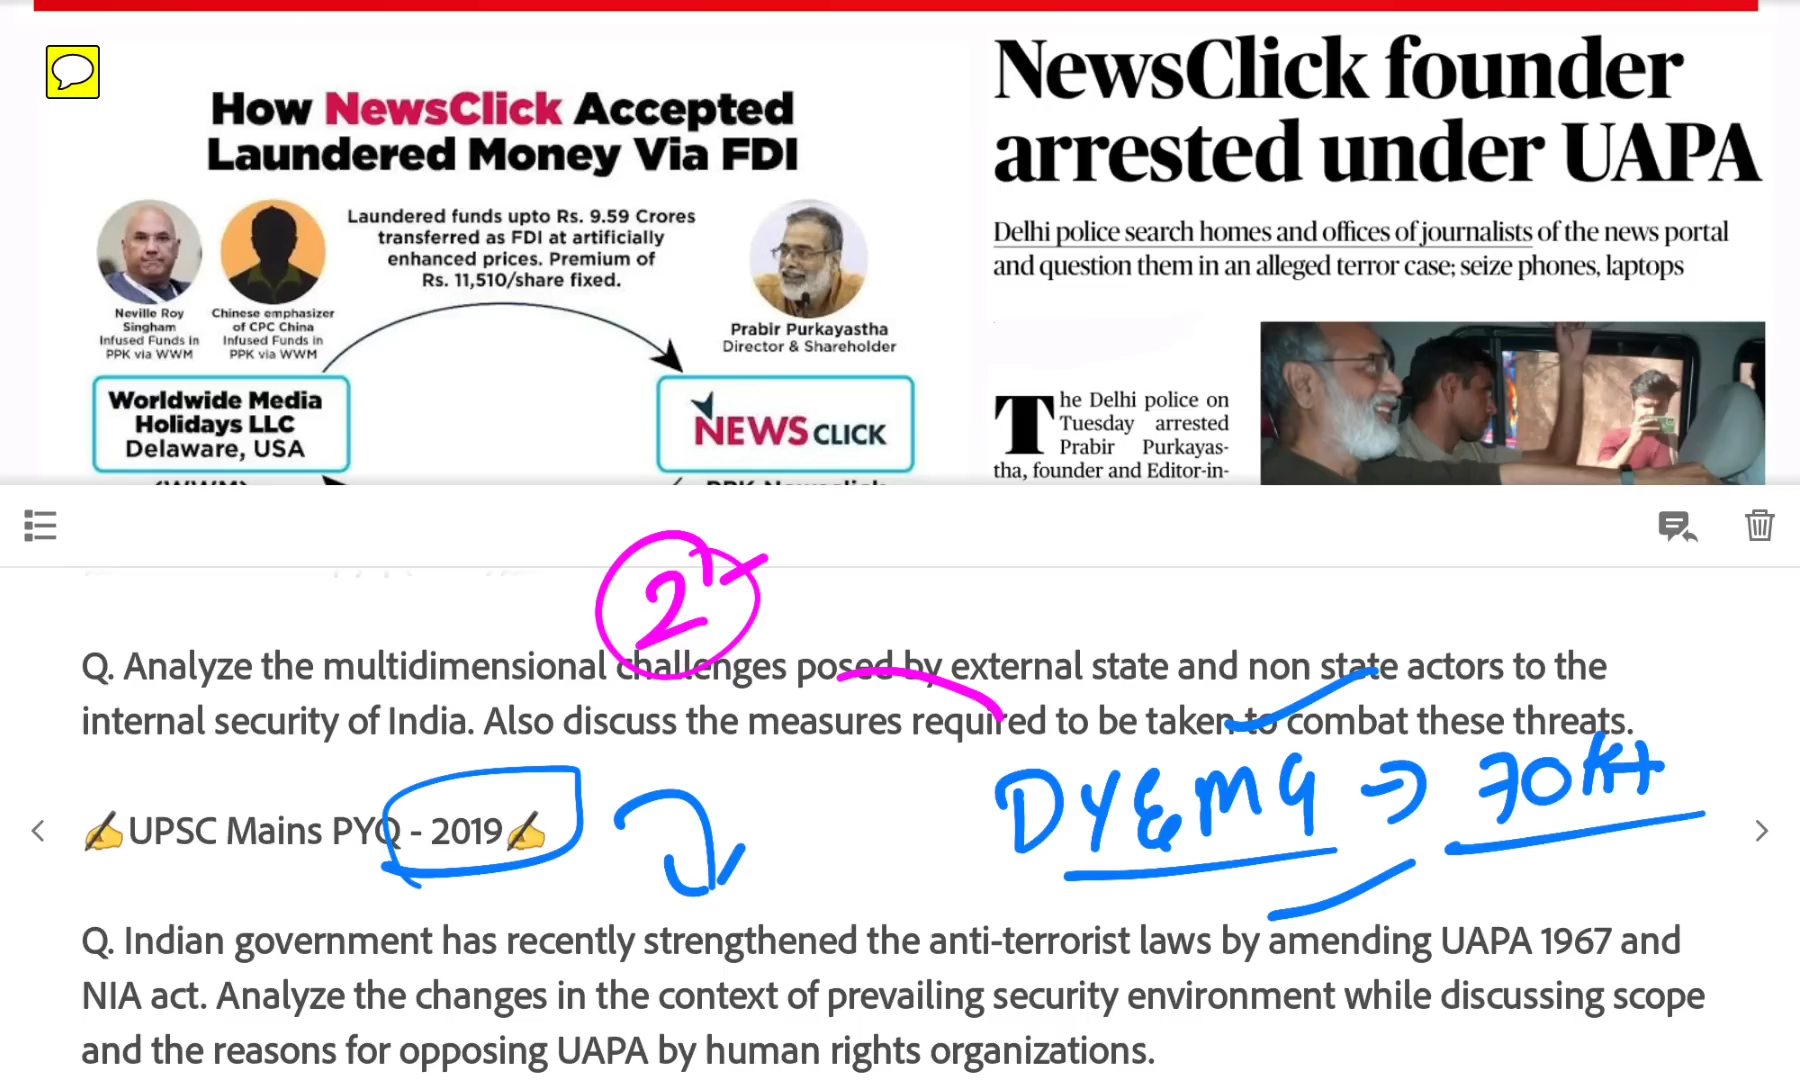 How NewsClick Accepted
Laundered Money Via FDI
Laundered funds upto Rs. 9.59 Crores
transferred as FDI at artificially
enhanced prices. Premium of
Rs. 11,510/share fixed.
Neville Roy
Singham
Infused Funds in
PPK via WWM
Chinese emphasizer
of CPC China
Infused Funds in
PPK via WWM
Prabir Purkayastha
Director & Shareholder
Worldwide Media
Holidays LLC
Delaware, USA
NEWS CLICK
NewsClick founder
arrested under UAPA
Delhi police search homes and offices of journalists of the news portal
and question them in an alleged terror case; seize phones, laptops
The Delhi police on
Tuesday arrested
Prabir Purkayas-
tha, founder and Editor-in-
2
Q. Analyze the multidimensional challenges posed by external state and non state actors to the
internal security of India. Also discuss the measures required to be taken to combat these threats.
UPSC Mains PYQ - 2019
Q. Indian government has recently strengthened the anti-terrorist laws by amending UAPA 1967 and
NIA act. Analyze the changes in the context of prevailing security environment while discussing scope
and the reasons for opposing UAPA by human rights organizations.